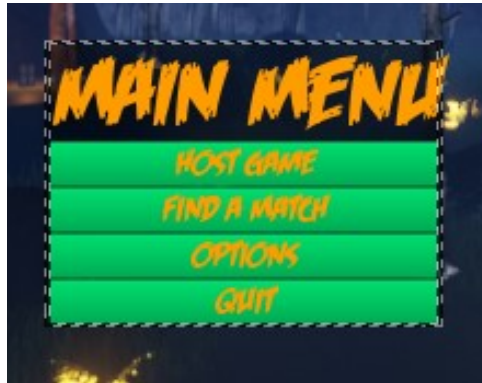 MAIN MENU
HOST GAME
FIND A MATCH
OPTIONS
QUIT